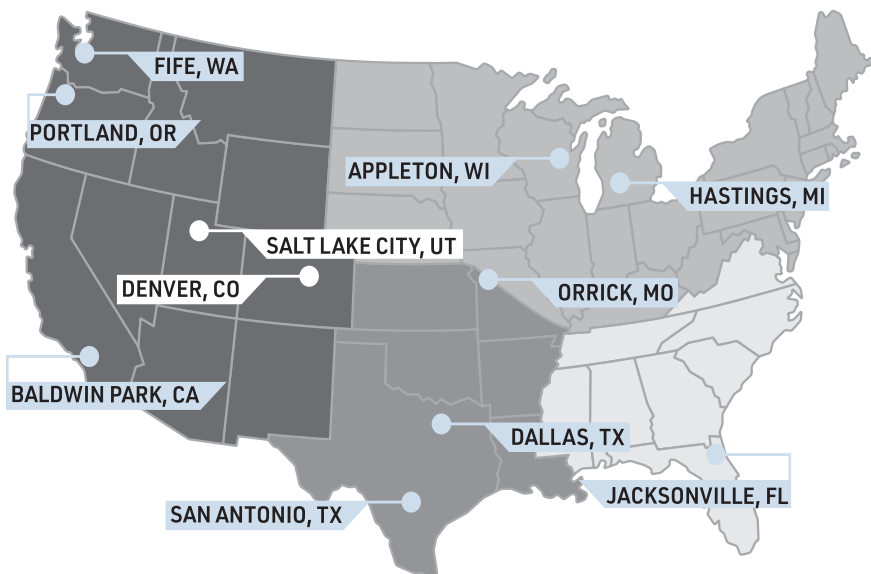 FIFE, WA
PORTLAND, OR
APPLETON, WI
HASTINGS, MI
SALT LAKE CITY, UT
DENVER, CO
ORRICK, MO
BALDWIN PARK, CA
DALLAS, TX
JACKSONVILLE, FL
SAN ANTONIO, TX